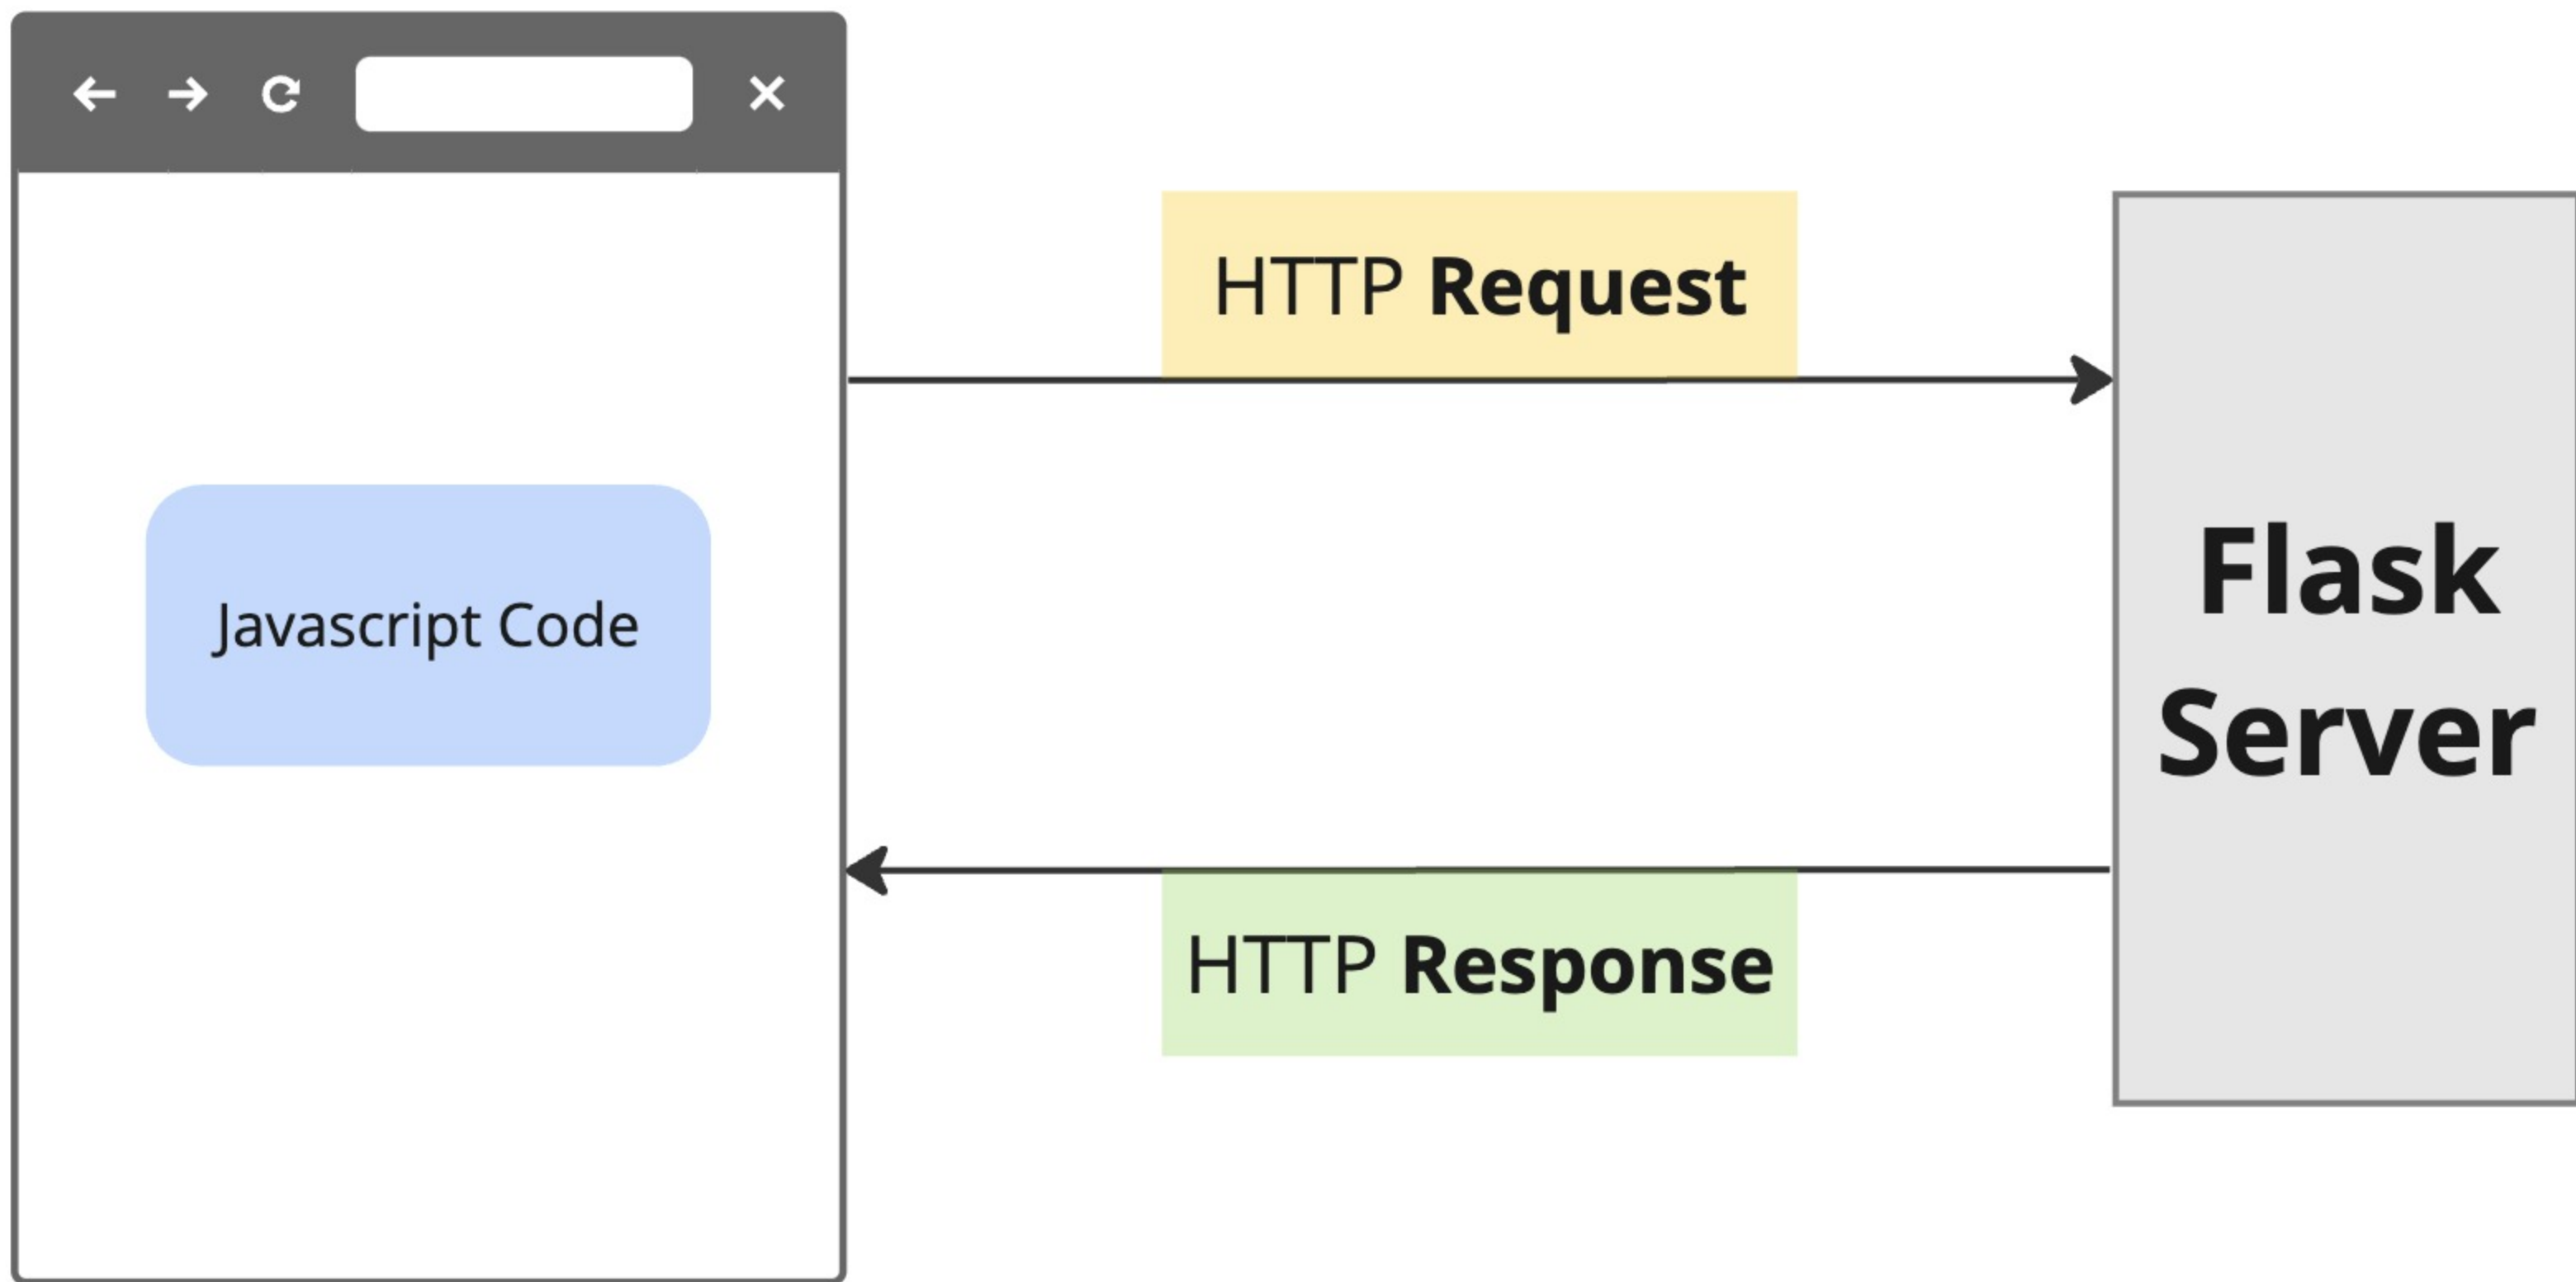 HTTP Request
Javascript Code
Flask
Server
HTTP Response